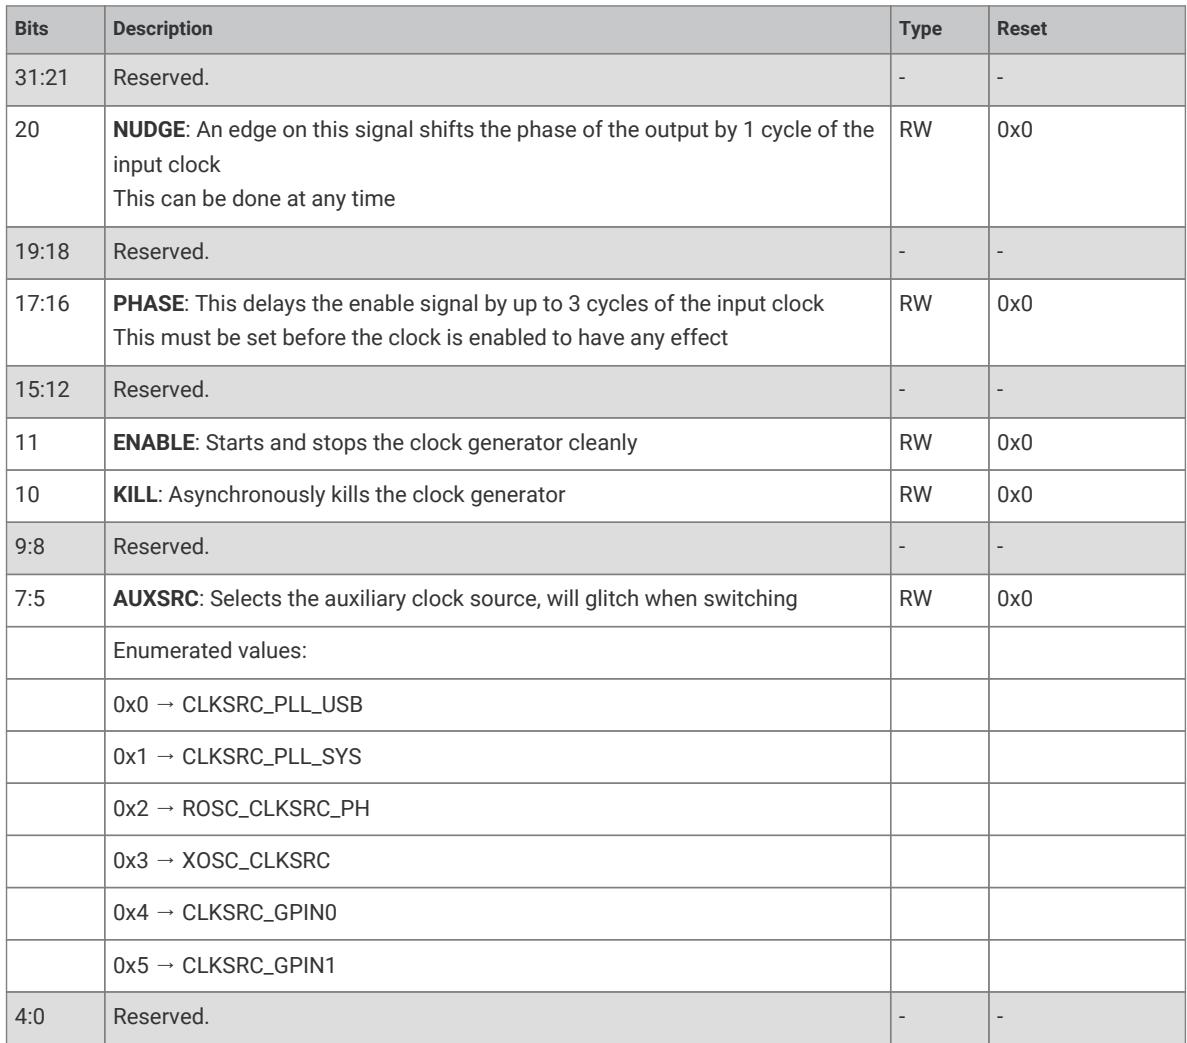 Bits Description Type Reset
31:21 Reserved. - -
20 NUDGE: An edge on this signal shifts the phase of the output by 1 cycle of the RW 0x0
input clock
This can be done at any time
19:18 Reserved. - -
17:16 PHASE: This delays the enable signal by up to 3 cycles of the input clock RW 0x0
This must be set before the clock is enabled to have any effect
15:12 Reserved. - -
11 ENABLE: Starts and stops the clock generator cleanly RW 0x0
10 KILL: Asynchronously kills the clock generator RW 0x0
9:8 Reserved. - -
7:5 AUXSRC: Selects the auxiliary clock source, will glitch when switching RW 0x0
Enumerated values:
0x0 → CLKSRC_PLL_USB
0x1 → CLKSRC_PLL_SYS
0x2 → ROSC_CLKSRC_PH
0x3 → XOSC_CLKSRC
0x4 → CLKSRC_GPIN0
0x5 → CLKSRC_GPIN1
4:0 Reserved. - -